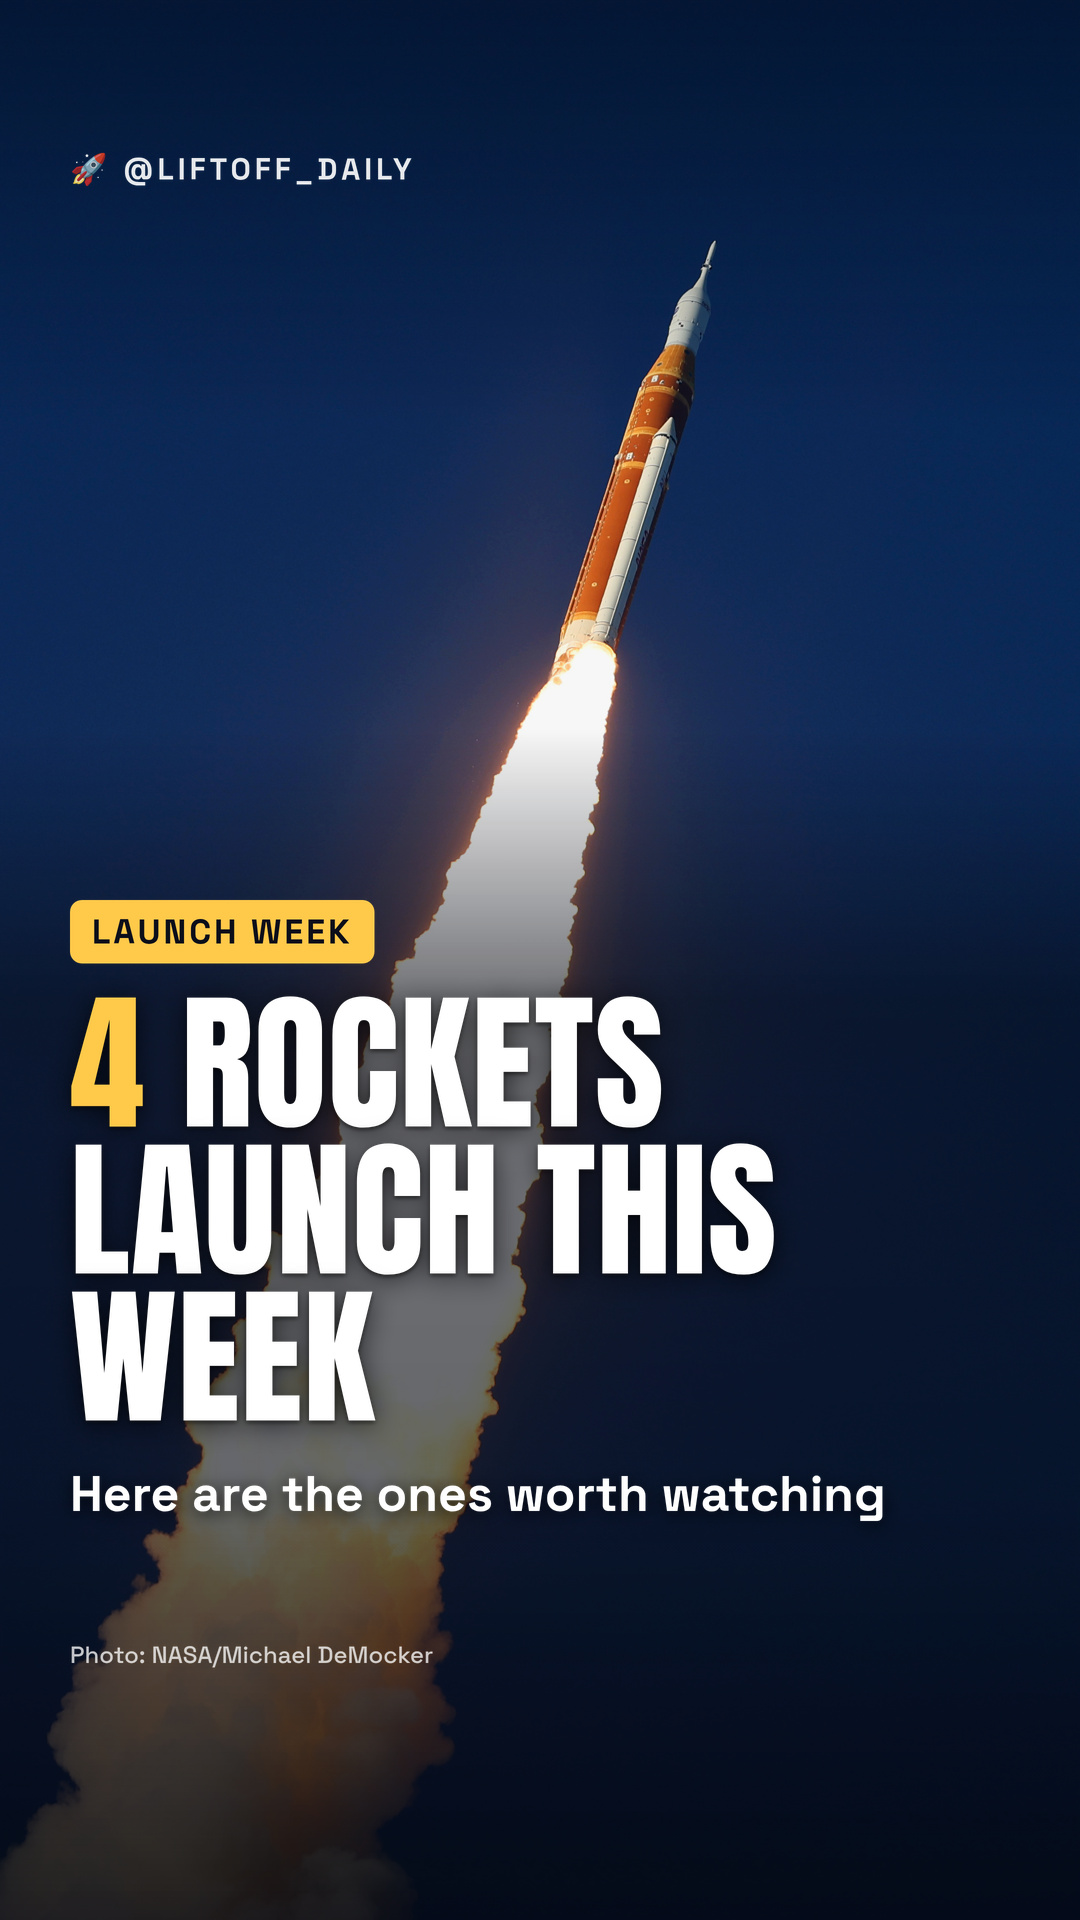 🚀 @LIFTOFF_DAILY
LAUNCH WEEK
4 ROCKETS
LAUNCH THIS
WEEK
Here are the ones worth watching
Photo: NASA/Michael DeMocker